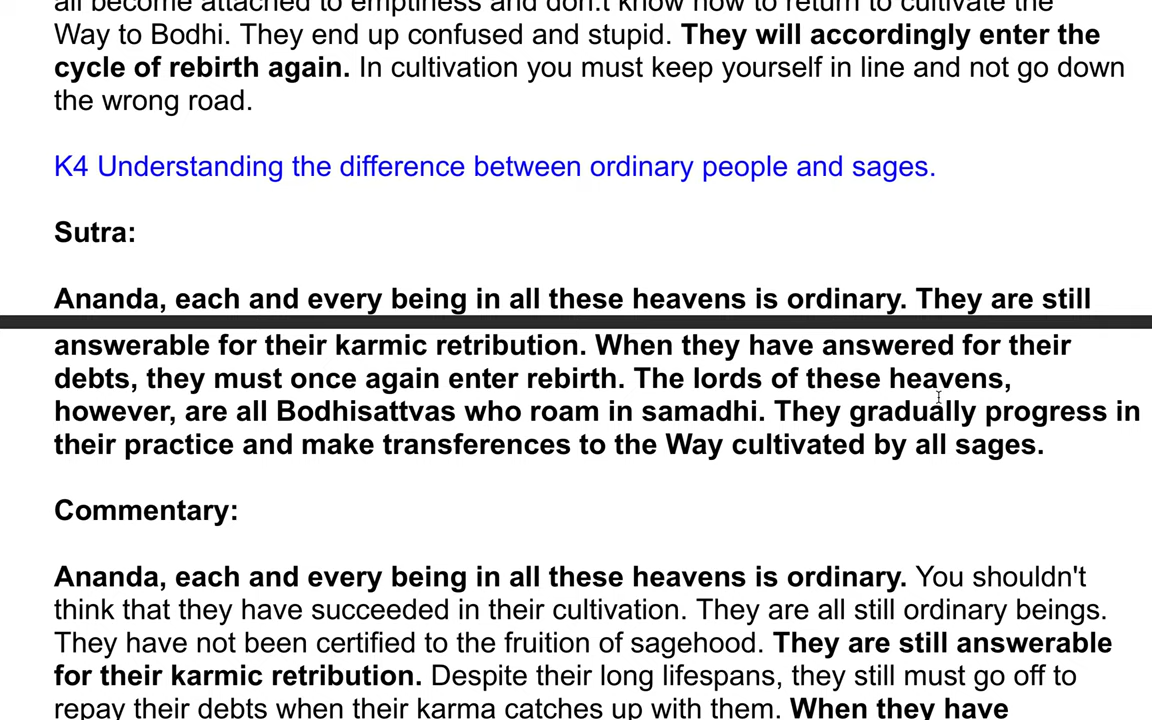 all become attached to emptiness and don.t know how to return to cultivate the
Way to Bodhi. They end up confused and stupid. They will accordingly enter the
cycle of rebirth again. In cultivation you must keep yourself in line and not go down
the wrong road.
K4 Understanding the difference between ordinary people and sages.
Sutra:
Ananda, each and every being in all these heavens is ordinary. They are still
answerable for their karmic retribution. When they have answered for their
debts, they must once again enter rebirth. The lords of these heavens,
however, are all Bodhisattvas who roam in samadhi. They gradually progress in
their practice and make transferences to the Way cultivated by all sages.
Commentary:
Ananda, each and every being in all these heavens is ordinary. You shouldn't
think that they have succeeded in their cultivation. They are all still ordinary beings.
They have not been certified to the fruition of sagehood. They are still answerable
for their karmic retribution. Despite their long lifespans, they still must go off to
repay their debts when their karma catches up with them. When they have